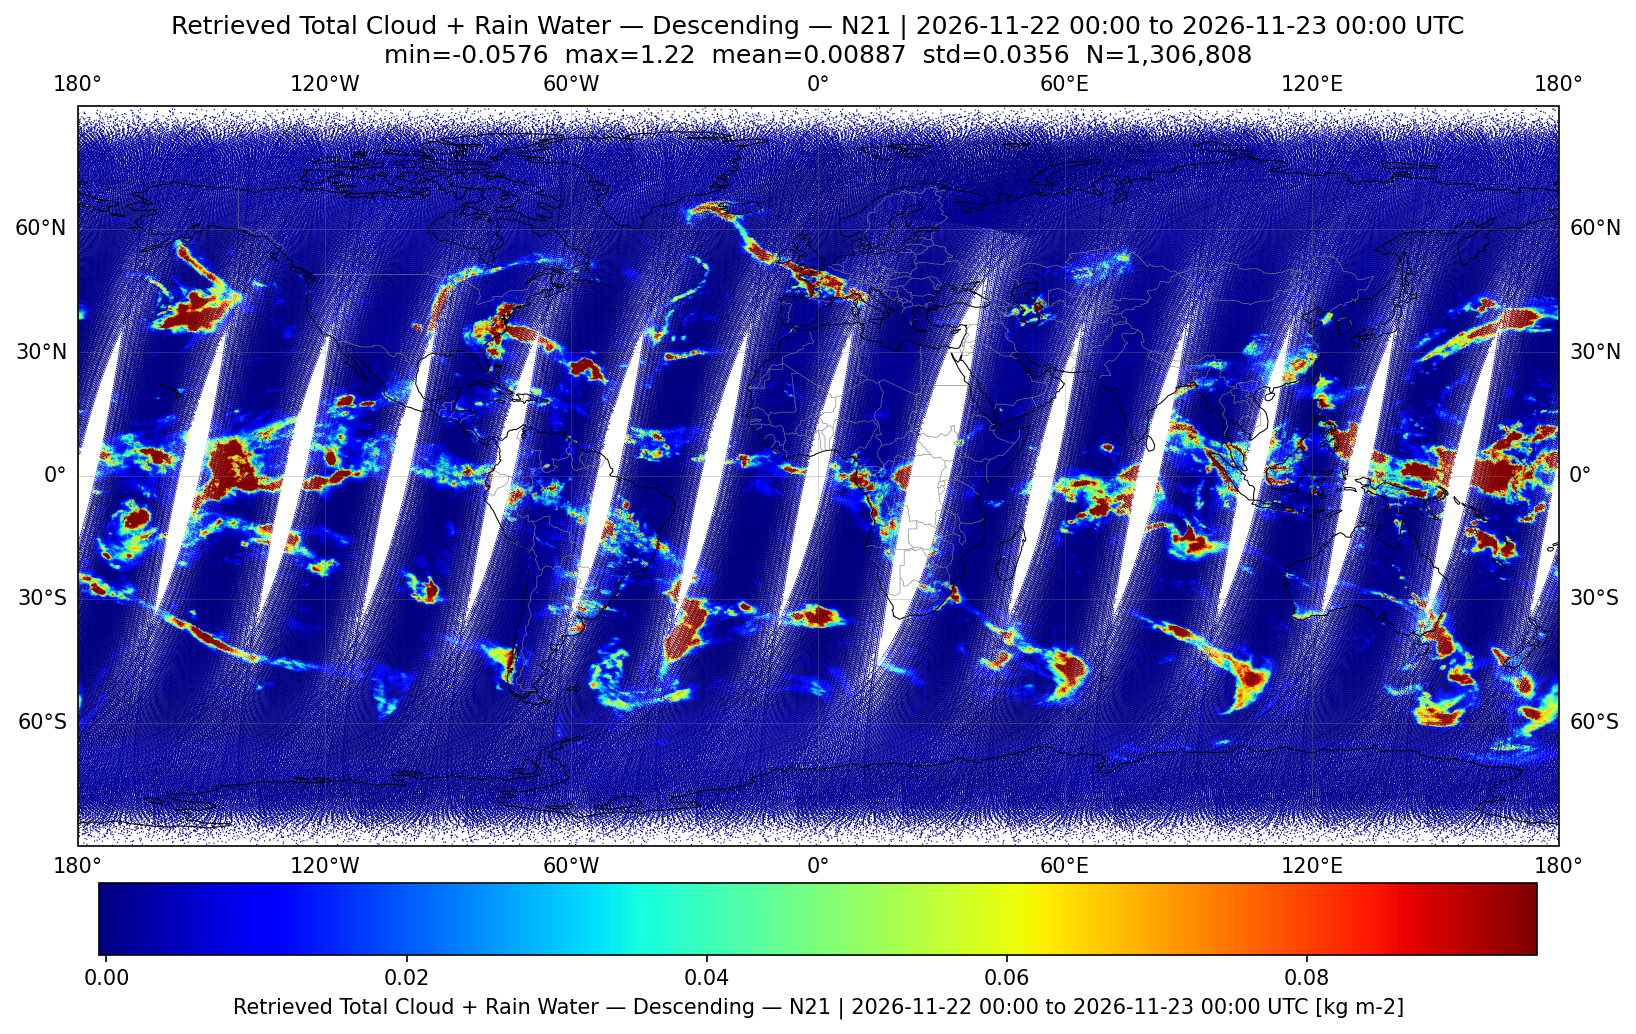 Retrieved Total Cloud + Rain Water — Descending — N21 | 2026-11-22 00:00 to 2026-11-23 00:00 UTC
min=-0.0576 max=1.22 mean=0.00887 std=0.0356 N=1,306,808
180° 120°W 60°W 0° 60°E 120°E 180°
60°N 60°N
30°N 30°N
0° 0°
30°S 30°S
60°S 60°S
180° 120°W 60°W 0° 60°E 120°E 180°
0.00 0.02 0.04 0.06 0.08
Retrieved Total Cloud + Rain Water — Descending — N21 | 2026-11-22 00:00 to 2026-11-23 00:00 UTC [kg m-2]